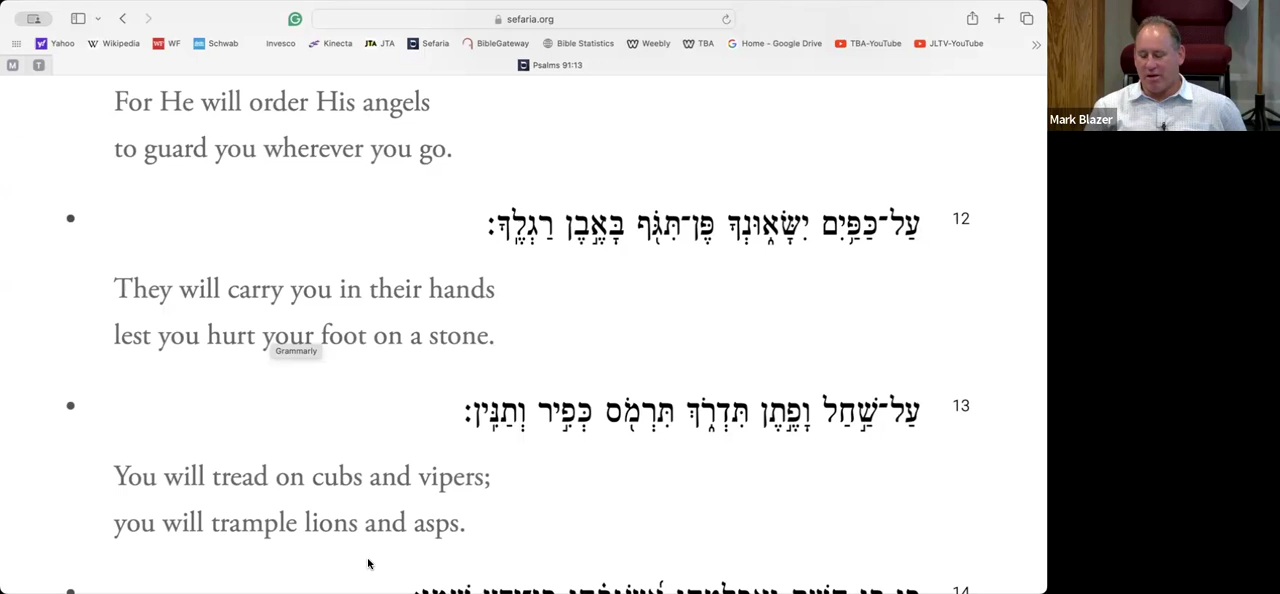 sefaria.org
Yahoo Wikipedia WF Schwab Invesco Kinecta JTA Sefaria BibleGateway Bible Statistics Weebly TBA Home - Google Drive TBA-YouTube JLTV-YouTube
M T Psalms 91:13
For He will order His angels
to guard you wherever you go.
12 עַל־כַּפַּ֥יִם יִשָּׂא֑וּנְךָ פֶּן־תִּגֹּ֖ף בָּאֶ֣בֶן רַגְלֶֽךָ׃
They will carry you in their hands
lest you hurt your foot on a stone.
Grammarly
13 עַל־שַׁ֣חַל וָפֶ֣תֶן תִּדְרֹ֑ךְ תִּרְמֹ֖ס כְּפִ֣יר וְתַנִּֽין׃
You will tread on cubs and vipers;
you will trample lions and asps.
14
Mark Blazer